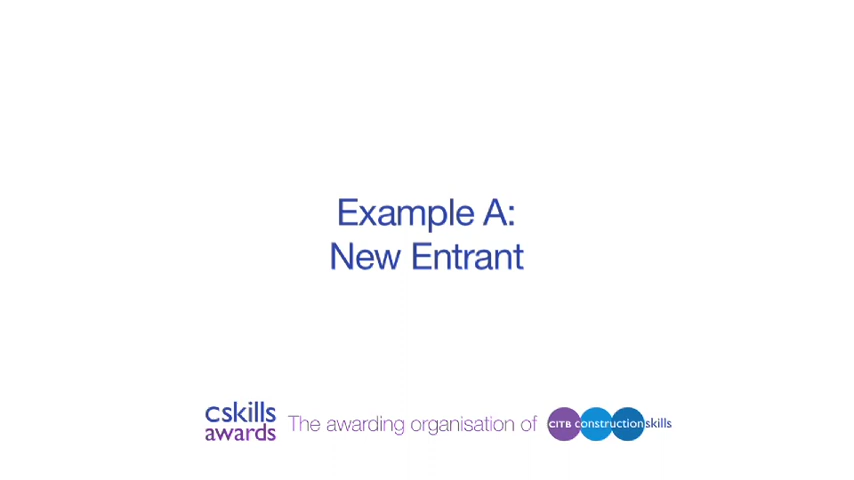 Example A:
New Entrant
cskills
awards
The awarding organisation of
CITB constructionskills